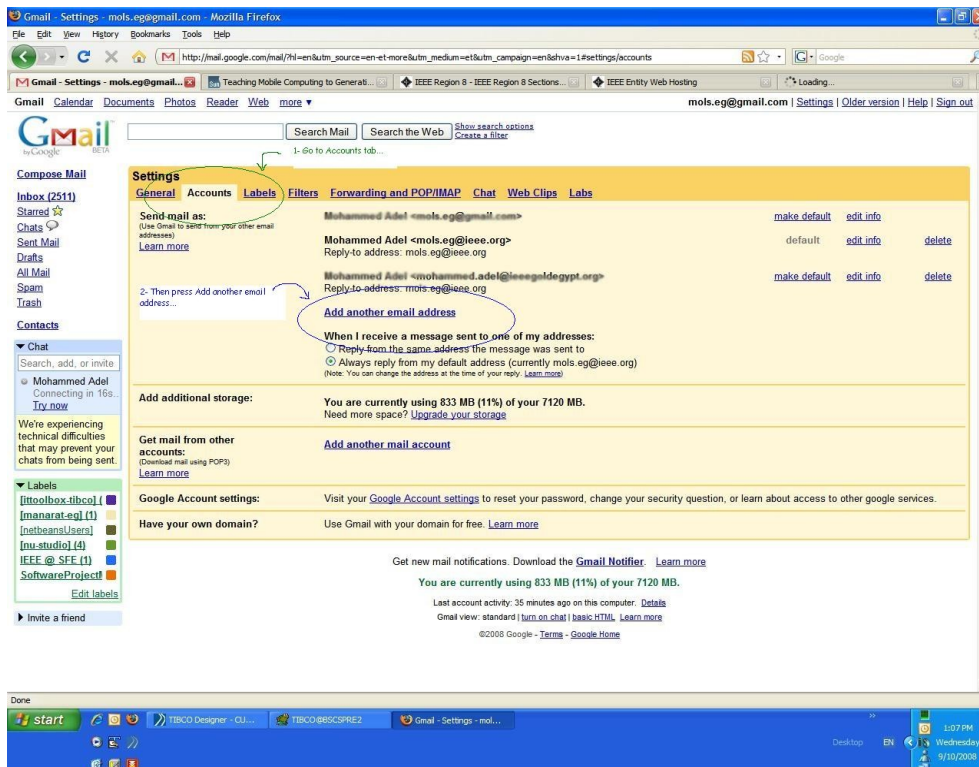 Gmail - Settings - mols.eg@gmail.com - Mozilla Firefox
File Edit View History Bookmarks Tools Help
http://mail.google.com/mail/?hl=en&utm_source=en-et-more&utm_medium=et&utm_campaign=en&shva=1#settings/accounts
Google
Gmail - Settings - mols.eg@gmail...
Teaching Mobile Computing to Generati...
IEEE Region 8 - IEEE Region 8 Sections...
IEEE Entity Web Hosting
Loading...
Gmail Calendar Documents Photos Reader Web more ▼
mols.eg@gmail.com | Settings | Older version | Help | Sign out
Gmail
by Google BETA
Search Mail
Search the Web
Show search options
Create a filter
1- Go to Accounts tab...
Compose Mail
Inbox (2511)
Starred
Chats
Sent Mail
Drafts
All Mail
Spam
Trash
Contacts
▼ Chat
Search, add, or invite
Mohammed Adel
Connecting in 16s..
Try now
We're experiencing
technical difficulties
that may prevent your
chats from being sent.
▼ Labels
[ittoolbox-tibco] (
[manarat-eg] (1)
[netbeansUsers]
[nu-studio] (4)
IEEE @ SFE (1)
Edit labels
Invite a friend
Settings
General Accounts Labels Filters Forwarding and POP/IMAP Chat Web Clips Labs
Send mail as:
(Use Gmail to send from your other email
addresses)
Learn more
Mohammed Adel <mols.eg@gmail.com>
make default edit info
Mohammed Adel <mols.eg@ieee.org>
Reply-to address: mols.eg@ieee.org
default edit info delete
Mohammed Adel <mohammed.adel@ieeegoldegypt.org>
Reply-to address: mols.eg@ieee.org
make default edit info delete
2- Then press Add another email
address...
Add another email address
When I receive a message sent to one of my addresses:
Reply from the same address the message was sent to
Always reply from my default address (currently mols.eg@ieee.org)
(Note: You can change the address at the time of your reply. Learn more)
Add additional storage:
You are currently using 833 MB (11%) of your 7120 MB.
Need more space? Upgrade your storage
Get mail from other
accounts:
(Download mail using POP3)
Learn more
Add another mail account
Google Account settings:
Visit your Google Account settings to reset your password, change your security question, or learn about access to other google services.
Have your own domain?
Use Gmail with your domain for free. Learn more
Get new mail notifications. Download the Gmail Notifier. Learn more
You are currently using 833 MB (11%) of your 7120 MB.
Last account activity: 35 minutes ago on this computer. Details
Gmail view: standard | turn on chat | basic HTML Learn more
©2008 Google - Terms - Google Home
Done
start
TIBCO Designer - CU...
TIBCO@BSCSPRE2
Gmail - Settings - mol...
Desktop
EN
1:07 PM
Wednesday
9/10/2008